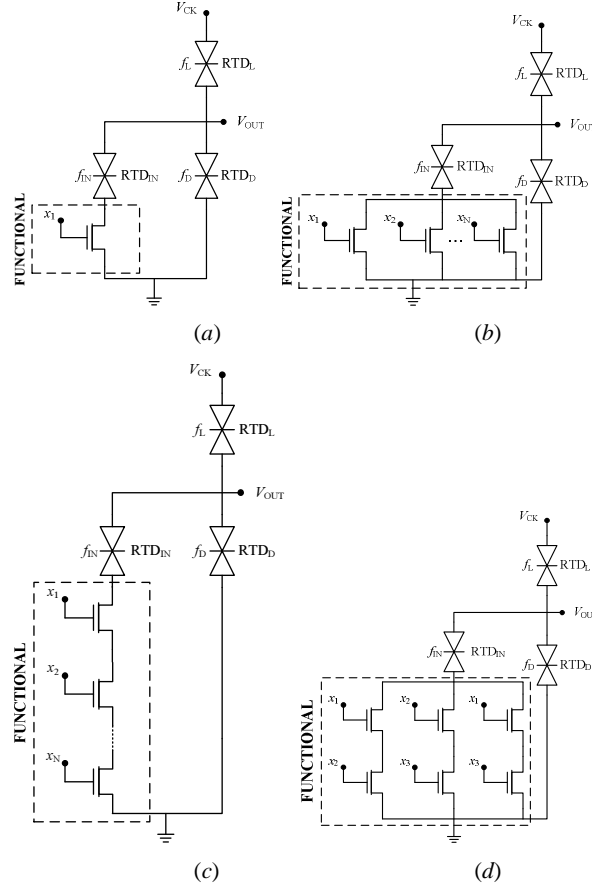 V_CK
f_L RTD_L
V_OUT
f_IN RTD_IN f_D RTD_D
x_1
FUNCTIONAL
(a)
V_CK
f_L RTD_L
V_OUT
f_IN RTD_IN
f_D RTD_D
x_1 x_2 x_N
...
FUNCTIONAL
(b)
V_CK
f_L RTD_L
V_OUT
f_IN RTD_IN f_D RTD_D
x_1
x_2
x_N
FUNCTIONAL
(c)
V_CK
f_L RTD_L
V_OU
f_IN RTD_IN
f_D RTD_D
x_1 x_2 x_1
x_2 x_3 x_3
FUNCTIONAL
(d)